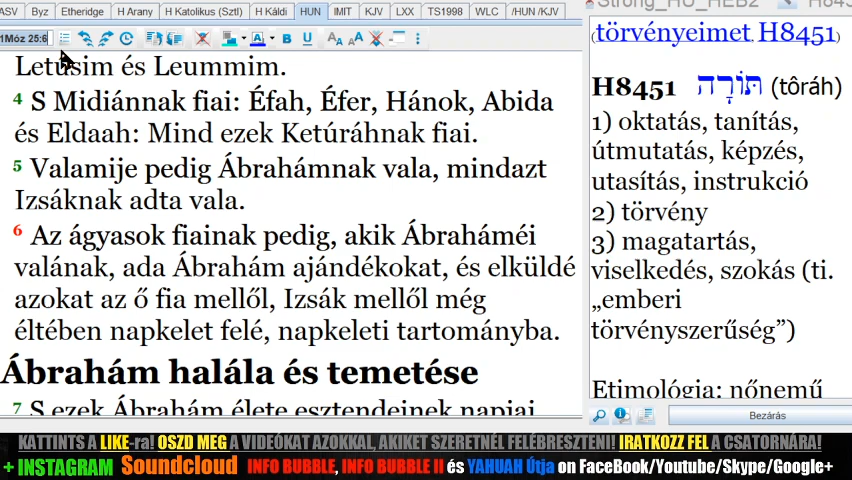 ASV Byz Etheridge H Arany H Katolikus (Sztl) H Káldi HUN IMIT KJV LXX TS1998 WLC /HUN /KJV
1Móz 25:6
Letúsim és Leummim.
4 S Midiánnak fiai: Éfah, Éfer, Hánok, Abida
és Eldaah: Mind ezek Ketúráhnak fiai.
5 Valamije pedig Ábrahámnak vala, mindazt
Izsáknak adta vala.
6 Az ágyasok fiainak pedig, akik Ábraháméi
valának, ada Ábrahám ajándékokat, és elküldé
azokat az ő fia mellől, Izsák mellől még
éltében napkelet felé, napkeleti tartományba.
Ábrahám halála és temetése
7 S ezek Ábrahám élete esztendeinek napjai
Strong_HU_HEB2
(törvényeimet, H8451)
H8451 תּוֹרָה (tôráh)
1) oktatás, tanítás,
útmutatás, képzés,
utasítás, instrukció
2) törvény
3) magatartás,
viselkedés, szokás (ti.
„emberi
törvényszerűség”)
Etimológia: nőnemű
Bezárás
KATTINTS A LIKE-ra! OSZD MEG A VIDEÓKAT AZOKKAL, AKIKET SZERETNÉL FELÉBRESZTENI! IRATKOZZ FEL A CSATORNÁRA!
+ INSTAGRAM Soundcloud INFO BUBBLE, INFO BUBBLE II és YAHUAH Útja on FaceBook/Youtube/Skype/Google+